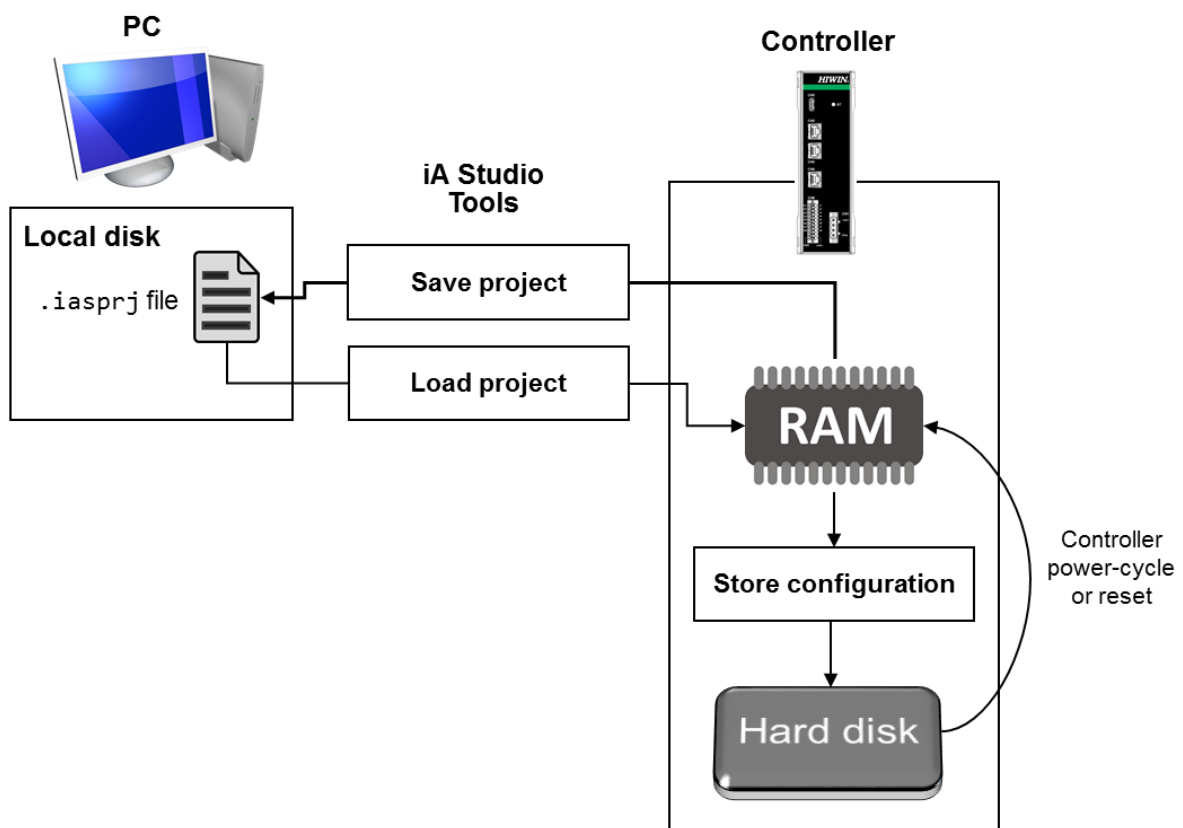 PC
Controller
HIWIN
iA Studio
Tools
Local disk
.iasprj file
Save project
Load project
RAM
Store configuration
Controller
power-cycle
or reset
Hard disk